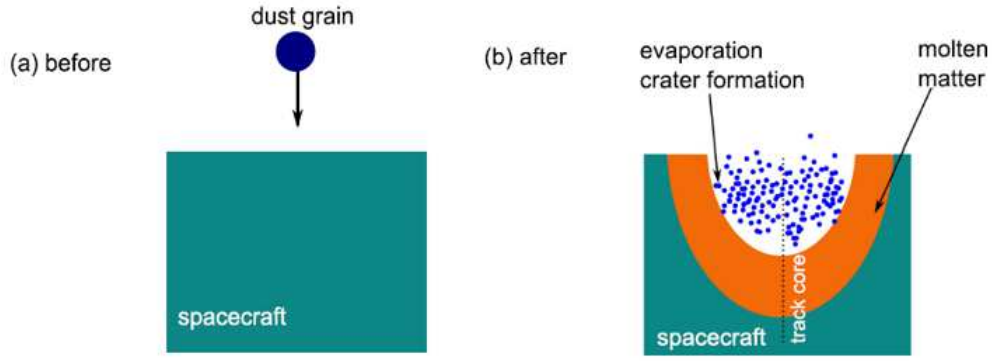 dust grain
(a) before
spacecraft
(b) after
evaporation
crater formation
molten
matter
track core
spacecraft